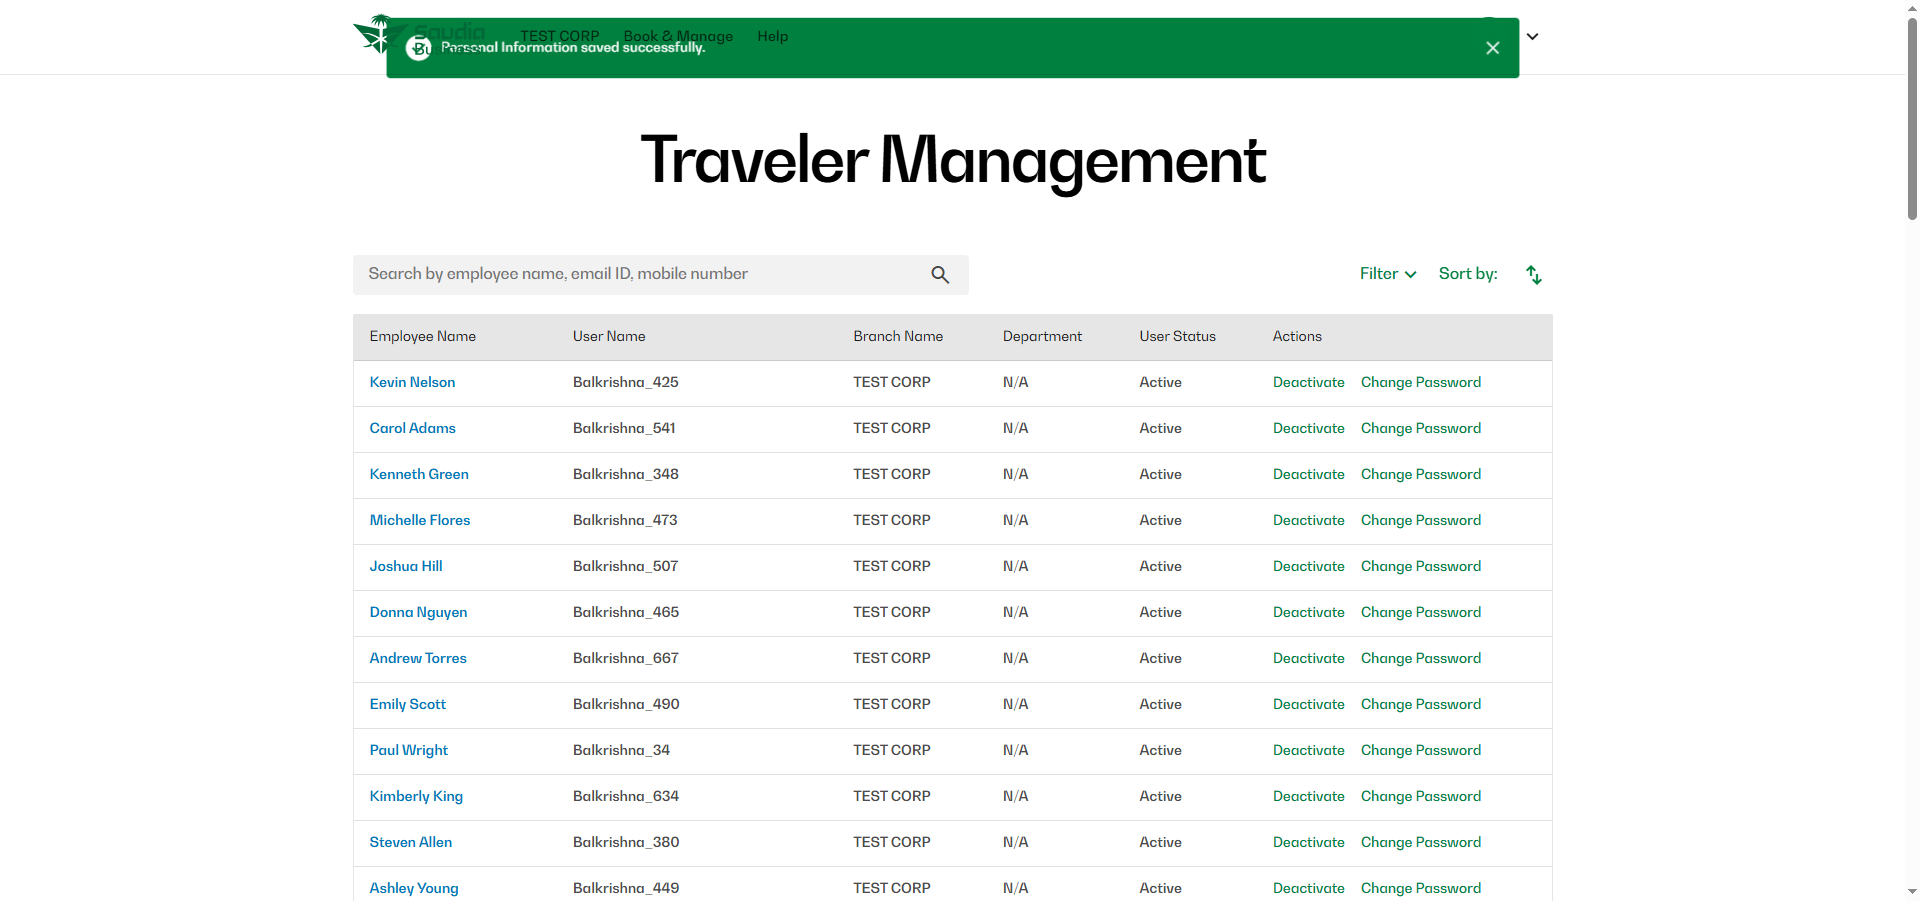 Saudia
Business
TEST CORP Book & Manage Help
Personal Information saved successfully.
Traveler Management
Search by employee name, email ID, mobile number
Filter Sort by:
Employee Name User Name Branch Name Department User Status Actions
Kevin Nelson Balkrishna_425 TEST CORP N/A Active Deactivate Change Password
Carol Adams Balkrishna_541 TEST CORP N/A Active Deactivate Change Password
Kenneth Green Balkrishna_348 TEST CORP N/A Active Deactivate Change Password
Michelle Flores Balkrishna_473 TEST CORP N/A Active Deactivate Change Password
Joshua Hill Balkrishna_507 TEST CORP N/A Active Deactivate Change Password
Donna Nguyen Balkrishna_465 TEST CORP N/A Active Deactivate Change Password
Andrew Torres Balkrishna_667 TEST CORP N/A Active Deactivate Change Password
Emily Scott Balkrishna_490 TEST CORP N/A Active Deactivate Change Password
Paul Wright Balkrishna_34 TEST CORP N/A Active Deactivate Change Password
Kimberly King Balkrishna_634 TEST CORP N/A Active Deactivate Change Password
Steven Allen Balkrishna_380 TEST CORP N/A Active Deactivate Change Password
Ashley Young Balkrishna_449 TEST CORP N/A Active Deactivate Change Password